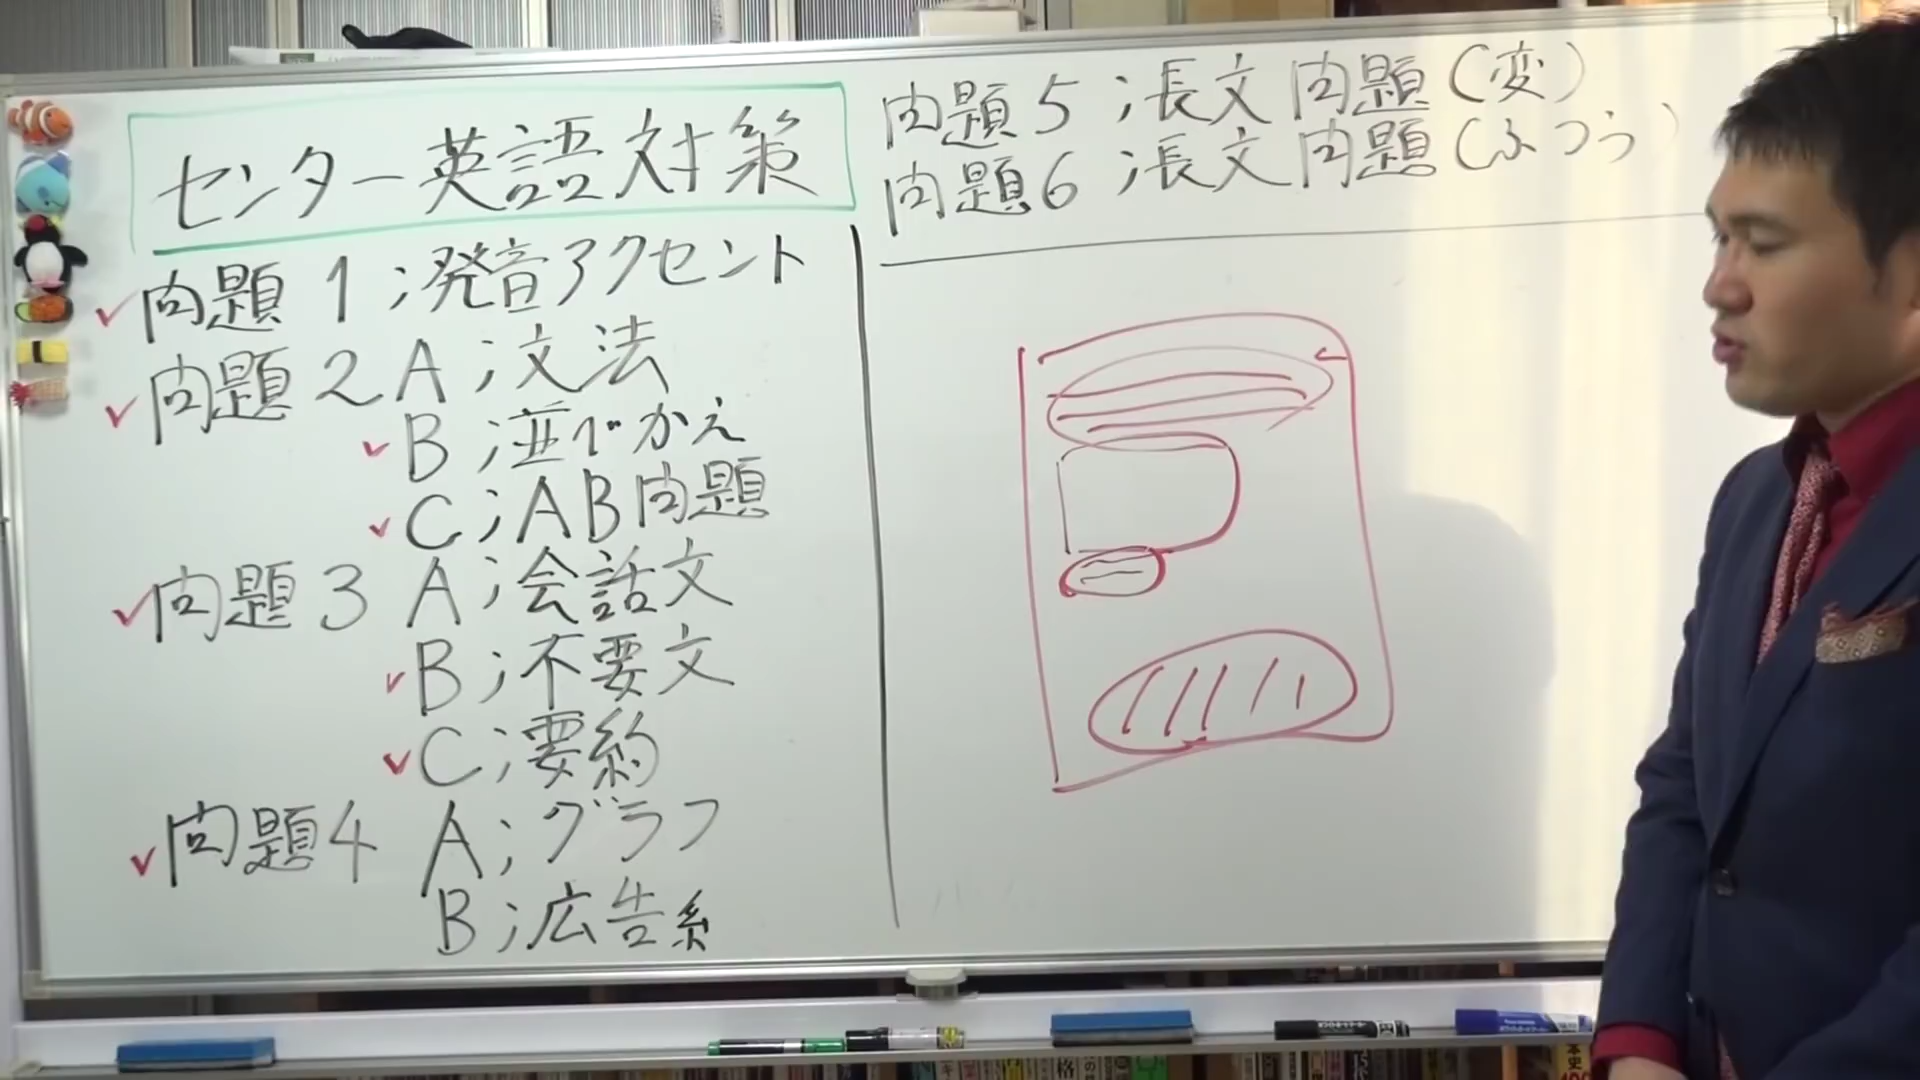 センター英語対策
問題1；発音アクセント
問題2 A；文法
B；並べかえ
C；AB問題
問題3 A；会話文
B；不要文
C；要約
問題4 A；グラフ
B；広告系
問題5；長文問題(変)
問題6；長文問題(ふつう)